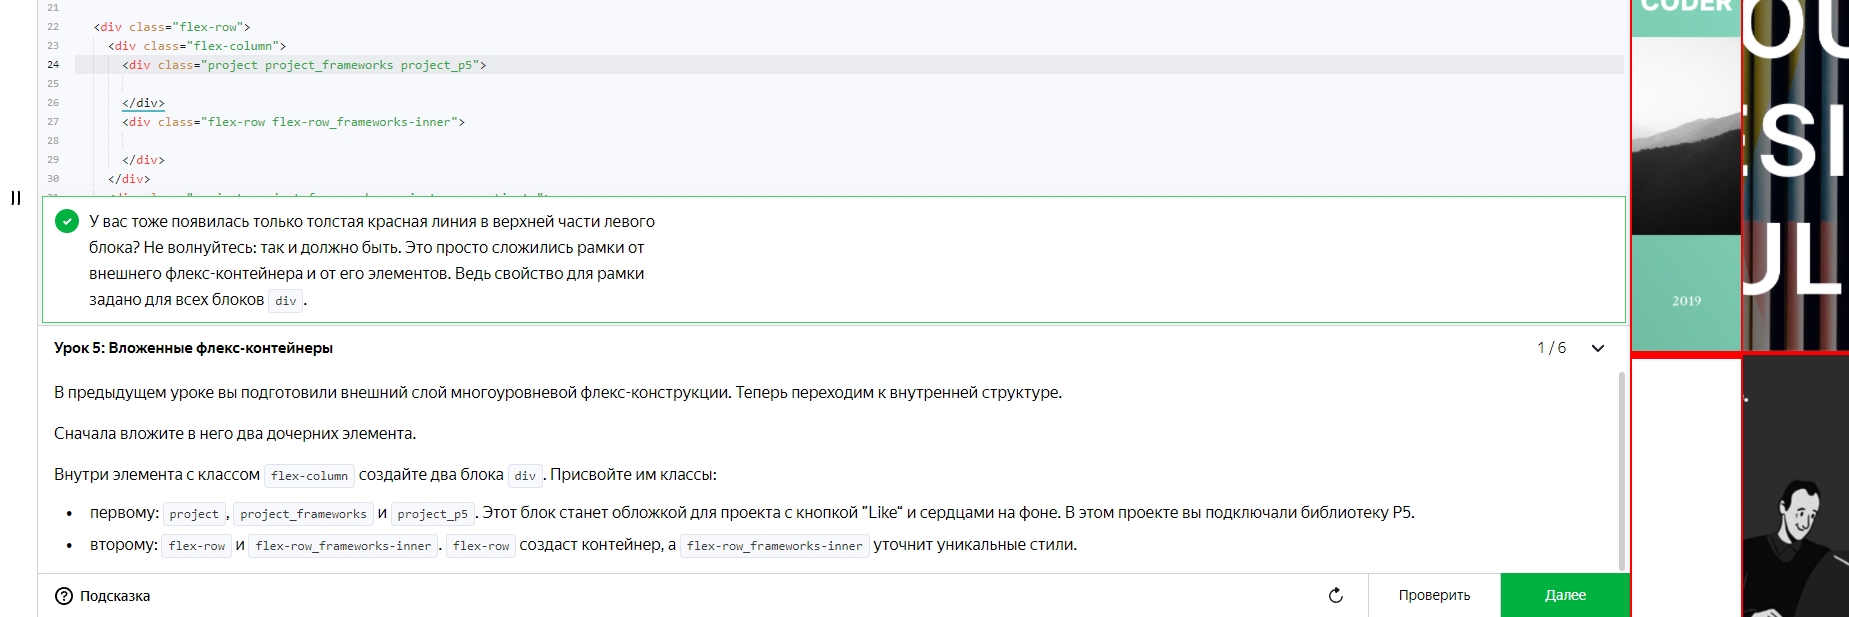 21
22 <div class="flex-row">
23 <div class="flex-column">
24 <div class="project project_frameworks project_p5">
25
26 </div>
27 <div class="flex-row flex-row_frameworks-inner">
28
29 </div>
30 </div>
У вас тоже появилась только толстая красная линия в верхней части левого
блока? Не волнуйтесь: так и должно быть. Это просто сложились рамки от
внешнего флекс-контейнера и от его элементов. Ведь свойство для рамки
задано для всех блоков div .
Урок 5: Вложенные флекс-контейнеры
1 / 6
В предыдущем уроке вы подготовили внешний слой многоуровневой флекс-конструкции. Теперь переходим к внутренней структуре.
Сначала вложите в него два дочерних элемента.
Внутри элемента с классом flex-column создайте два блока div . Присвойте им классы:
• первому: project , project_frameworks и project_p5 . Этот блок станет обложкой для проекта с кнопкой ”Like“ и сердцами на фоне. В этом проекте вы подключали библиотеку P5.
• второму: flex-row и flex-row_frameworks-inner . flex-row создаст контейнер, а flex-row_frameworks-inner уточнит уникальные стили.
Подсказка
Проверить
Далее
CODER
2019
OU
ESI
UL